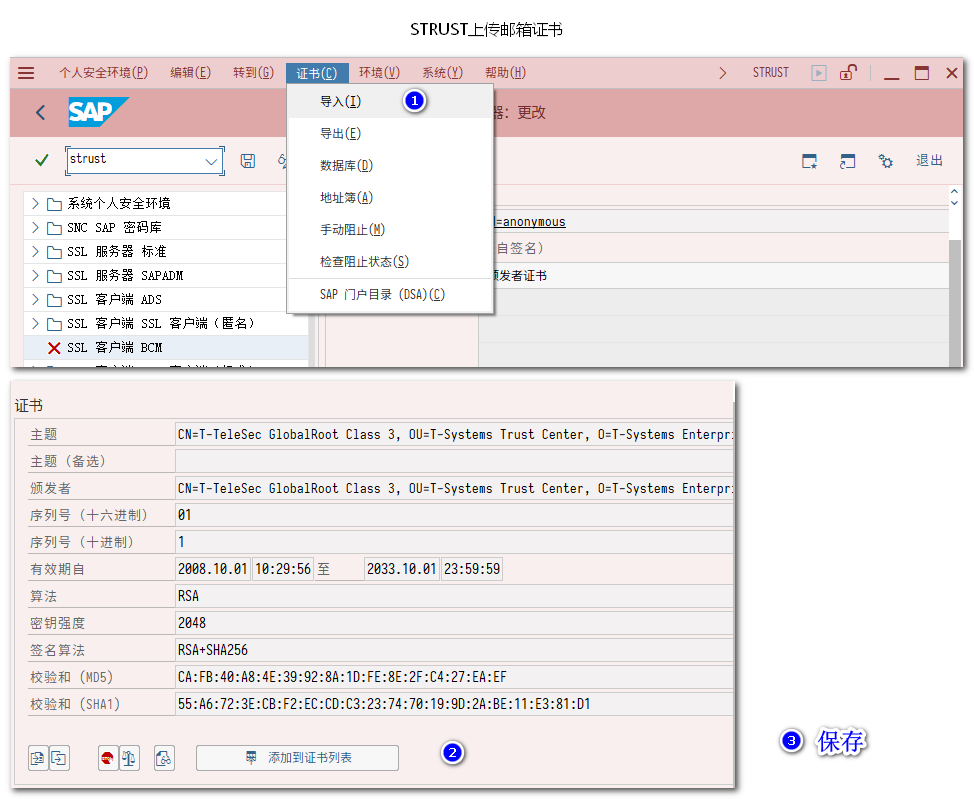 STRUST上传邮箱证书
个人安全环境(P) 编辑(E) 转到(G) 证书(C) 环境(V) 系统(Y) 帮助(H) STRUST
SAP 器: 更改
导入(I) 1
导出(E)
数据库(D)
地址簿(A)
手动阻止(M)
检查阻止状态(S)
SAP 门户目录 (DSA)(C)
strust 退出
系统个人安全环境
SNC SAP 密码库
SSL 服务器 标准
SSL 服务器 SAPADM
SSL 客户端 ADS
SSL 客户端 SSL 客户端（匿名）
SSL 客户端 BCM
=anonymous
自签名）
颁发者证书
证书
主题 CN=T-TeleSec GlobalRoot Class 3, OU=T-Systems Trust Center, O=T-Systems Enterpri
主题（备选）
颁发者 CN=T-TeleSec GlobalRoot Class 3, OU=T-Systems Trust Center, O=T-Systems Enterpri
序列号（十六进制） 01
序列号（十进制） 1
有效期自 2008.10.01 10:29:56 至 2033.10.01 23:59:59
算法 RSA
密钥强度 2048
签名算法 RSA+SHA256
校验和（MD5） CA:FB:40:A8:4E:39:92:8A:1D:FE:8E:2F:C4:27:EA:EF
校验和（SHA1） 55:A6:72:3E:CB:F2:EC:CD:C3:23:74:70:19:9D:2A:BE:11:E3:81:D1
添加到证书列表 2
3 保存